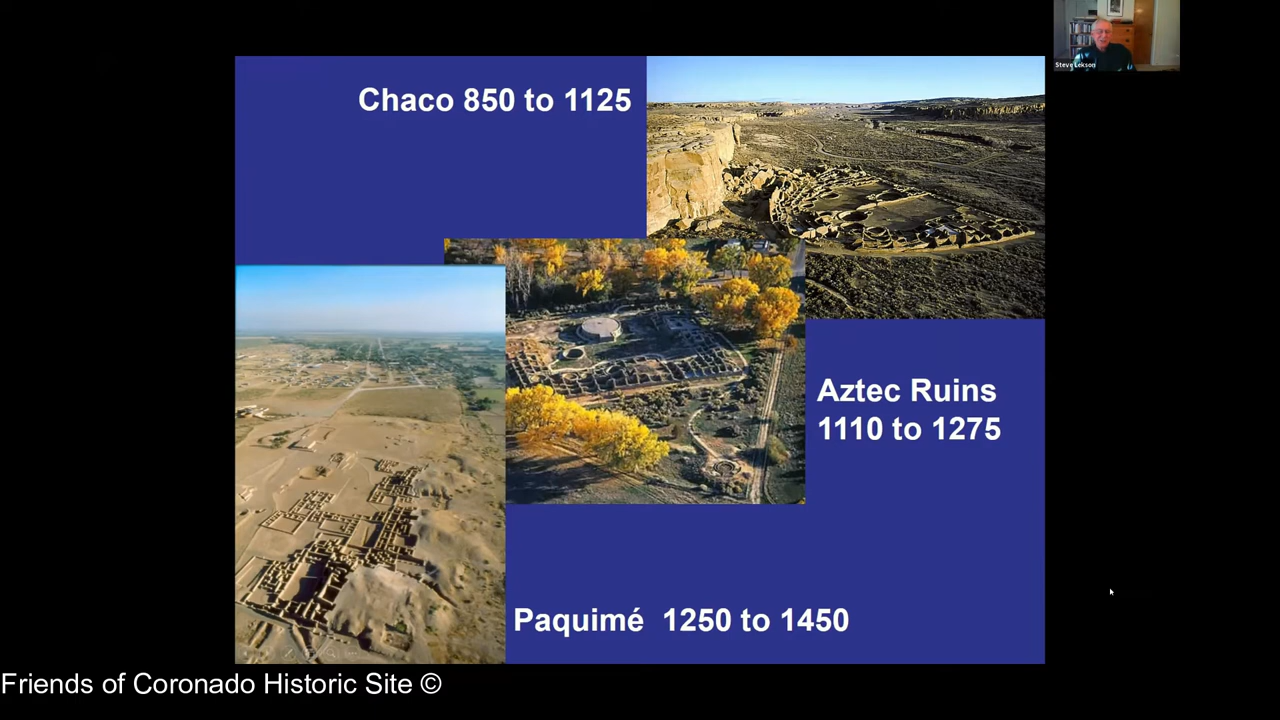 Steve Lekson
Chaco 850 to 1125
Aztec Ruins
1110 to 1275
Paquimé 1250 to 1450
Friends of Coronado Historic Site ©